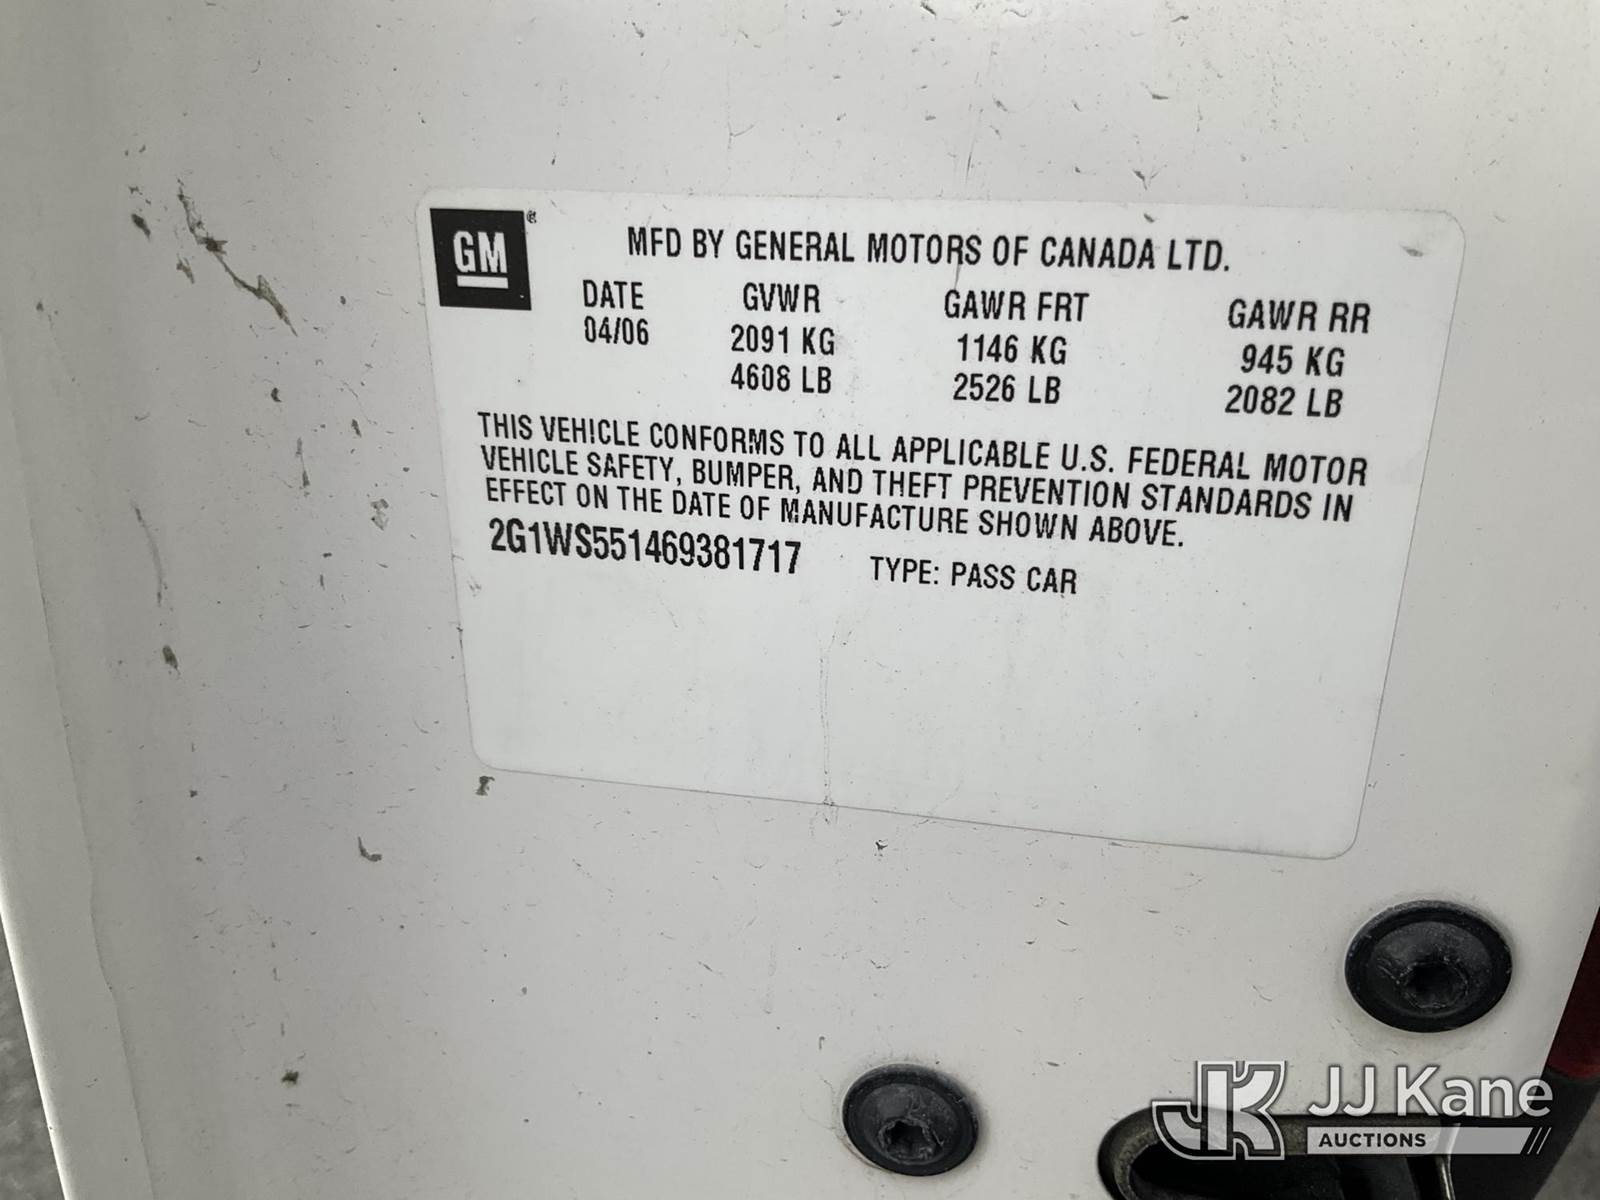 GM ®
MFD BY GENERAL MOTORS OF CANADA LTD.
DATE GVWR GAWR FRT GAWR RR
04/06 2091 KG 1146 KG 945 KG
4608 LB 2526 LB 2082 LB
THIS VEHICLE CONFORMS TO ALL APPLICABLE U.S. FEDERAL MOTOR
VEHICLE SAFETY, BUMPER, AND THEFT PREVENTION STANDARDS IN
EFFECT ON THE DATE OF MANUFACTURE SHOWN ABOVE.
2G1WS551469381717 TYPE: PASS CAR
JK JJ Kane
AUCTIONS